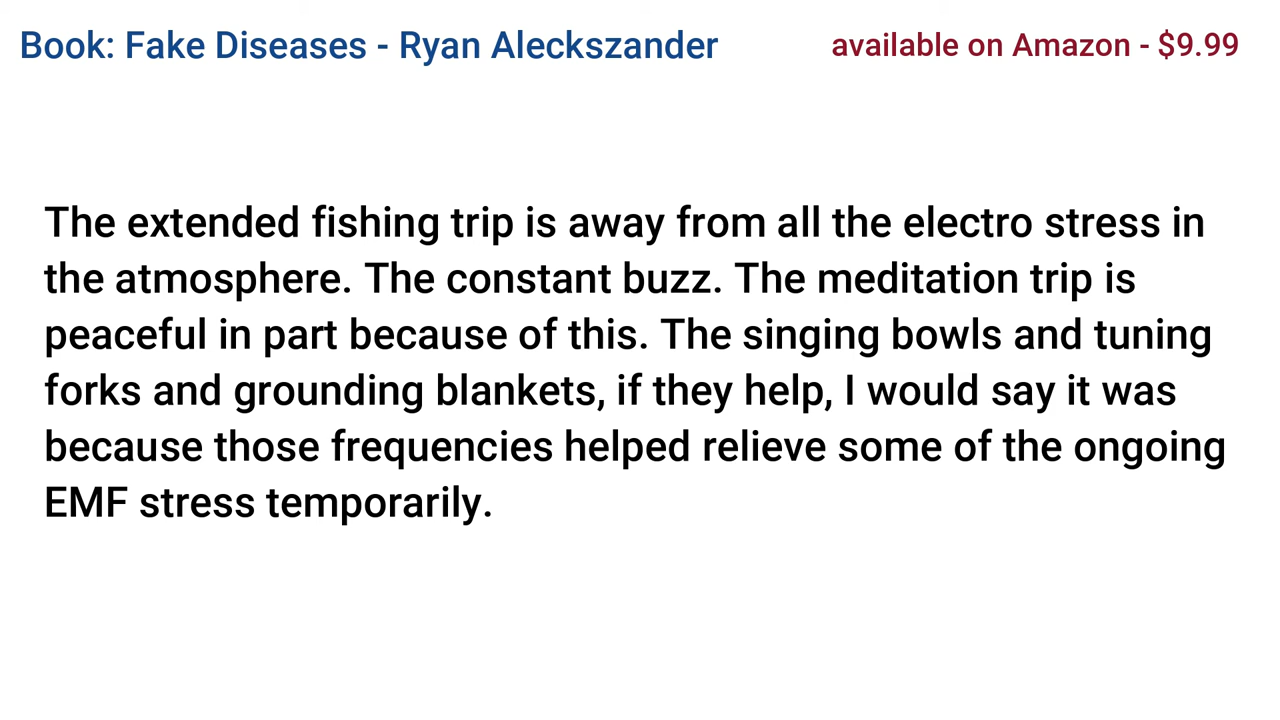 Book: Fake Diseases - Ryan Aleckszander
available on Amazon - $9.99
The extended fishing trip is away from all the electro stress in
the atmosphere. The constant buzz. The meditation trip is
peaceful in part because of this. The singing bowls and tuning
forks and grounding blankets, if they help, I would say it was
because those frequencies helped relieve some of the ongoing
EMF stress temporarily.